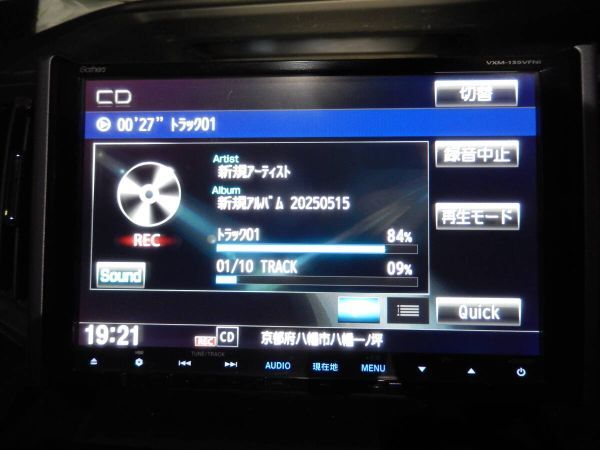 Gathers
VXM-135VFNi
CD
切替
00'27" トラック01
録音中止
Artist
新規アーティスト
Album
新規アルバム 20250515
再生モード
REC
トラック01 84%
01/10 TRACK 09%
Sound
Quick
19:21
REC CD
京都府八幡市八幡一ノ坪
TUNE/TRACK
AUDIO
現在地
MENU